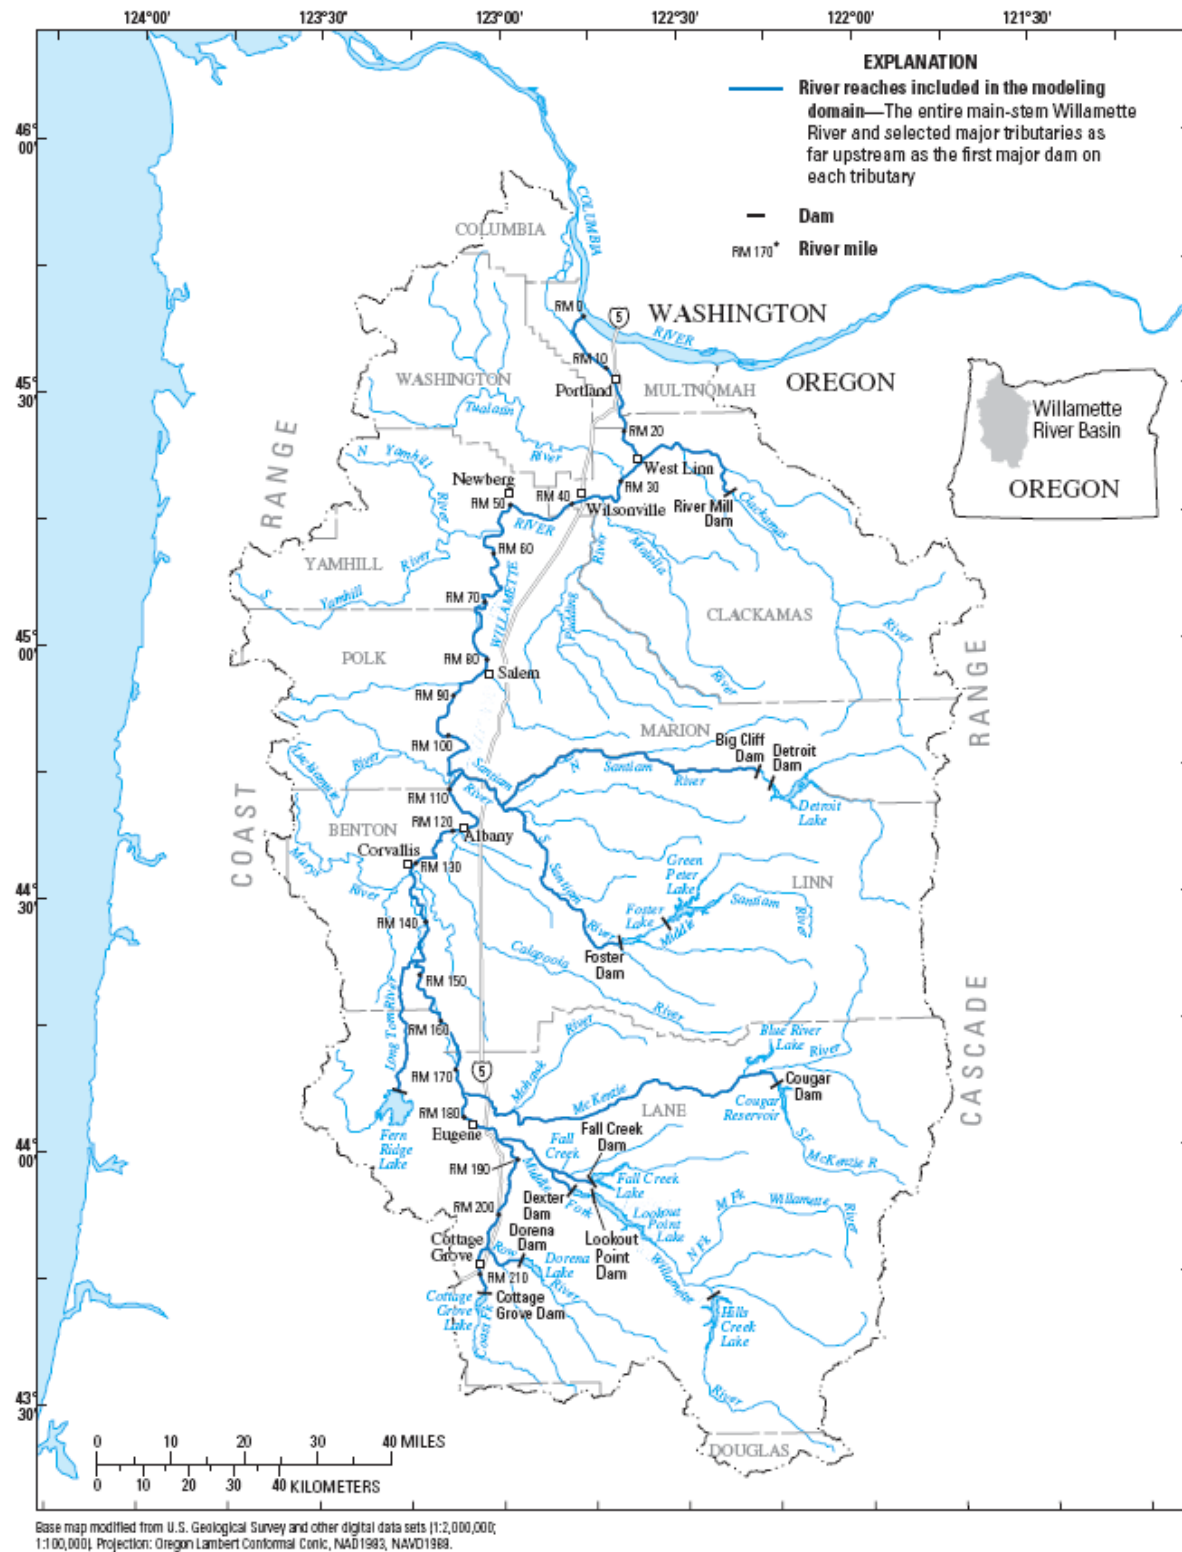 124°00'
123°30'
123°00'
122°30'
122°00'
121°30'
EXPLANATION
River reaches included in the modeling
domain—The entire main-stem Willamette
River and selected major tributaries as
far upstream as the first major dam on
each tributary
Dam
RM 170 River mile
46°
00'
COLUMBIA
COLUMBIA
RM 0
5
WASHINGTON
RIVER
RM 10
45°
30'
WASHINGTON
Portland
MULTNOMAH
OREGON
Willamette
River Basin
OREGON
Tualatin
River
RM 20
RANGE
N Yamhill
River
Newberg
West Linn
RM 50
RM 40
RM 30
Wilsonville
River Mill
Dam
Clackamas
RIVER
River
Molalla
RM 60
YAMHILL
River
S Yamhill
RM 70
WILLAMETTE
Pudding
CLACKAMAS
River
45°
00'
POLK
RM 80
Salem
River
RM 90
RANGE
MARION
RM 100
Big Cliff
Dam
Detroit
Dam
Luckiamute
River
Santiam
River
N Santiam
River
Detroit
Lake
RM 110
COAST
BENTON
RM 120
Albany
Corvallis
RM 130
Marys
River
S Santiam
River
Green
Peter
Lake
LINN
44°
30'
Foster
Lake
Middle
Santiam
River
RM 140
Foster
Dam
Calapooia
River
RM 150
CASCADE
Long Tom River
RM 160
River
Blue River
Lake
River
RM 170
5
Mohawk
McKenzie
Cougar
Dam
LANE
Cougar
Reservoir
RM 180
Eugene
Fall Creek
Dam
44°
00'
Fern
Ridge
Lake
Fall
Creek
SF
McKenzie R
RM 190
Middle
Fork
Fall Creek
Lake
Dexter
Dam
M Fk
Willamette
River
RM 200
Lookout
Point
Lake
Dorena
Dam
Lookout
Point
Dam
N Fk
Cottage
Grove
Row
Dorena
Lake
River
Willamette
RM 210
Cottage
Grove
Lake
Cottage
Grove Dam
Coast Fk
Hills
Creek
Lake
43°
30'
River
DOUGLAS
0 10 20 30 40 MILES
0 10 20 30 40 KILOMETERS
Base map modified from U.S. Geological Survey and other digital data sets (1:2,000,000;
1:100,000). Projection: Oregon Lambert Conformal Conic, NAD1983, NAVD1988.